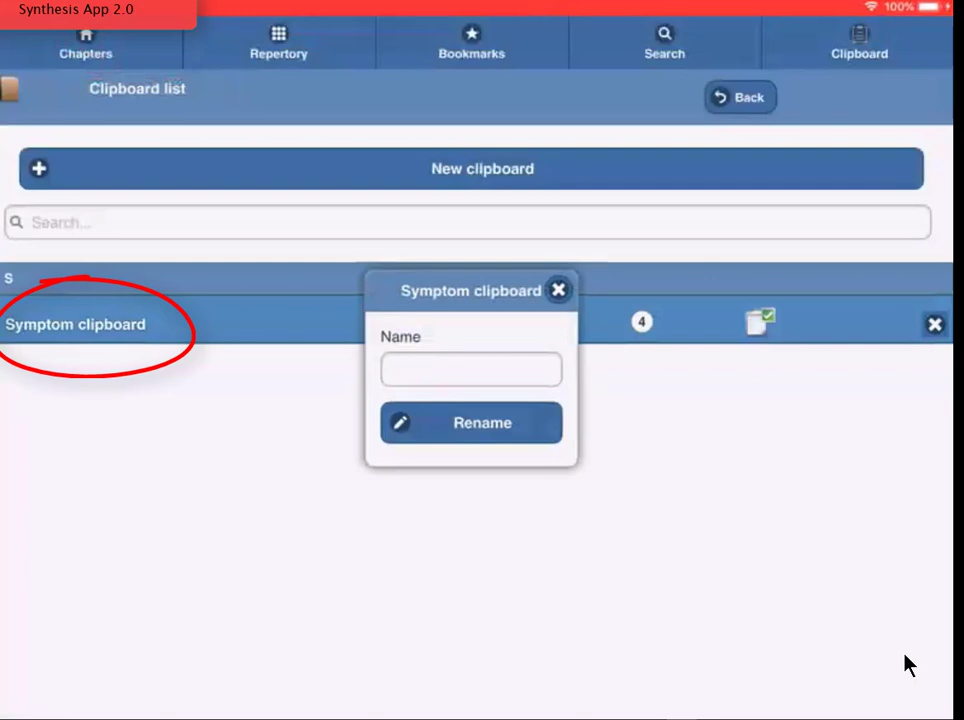 Synthesis App 2.0
100%
Chapters
Repertory
Bookmarks
Search
Clipboard
Clipboard list
Back
New clipboard
Search...
S
Symptom clipboard
4
Symptom clipboard
Name
Rename